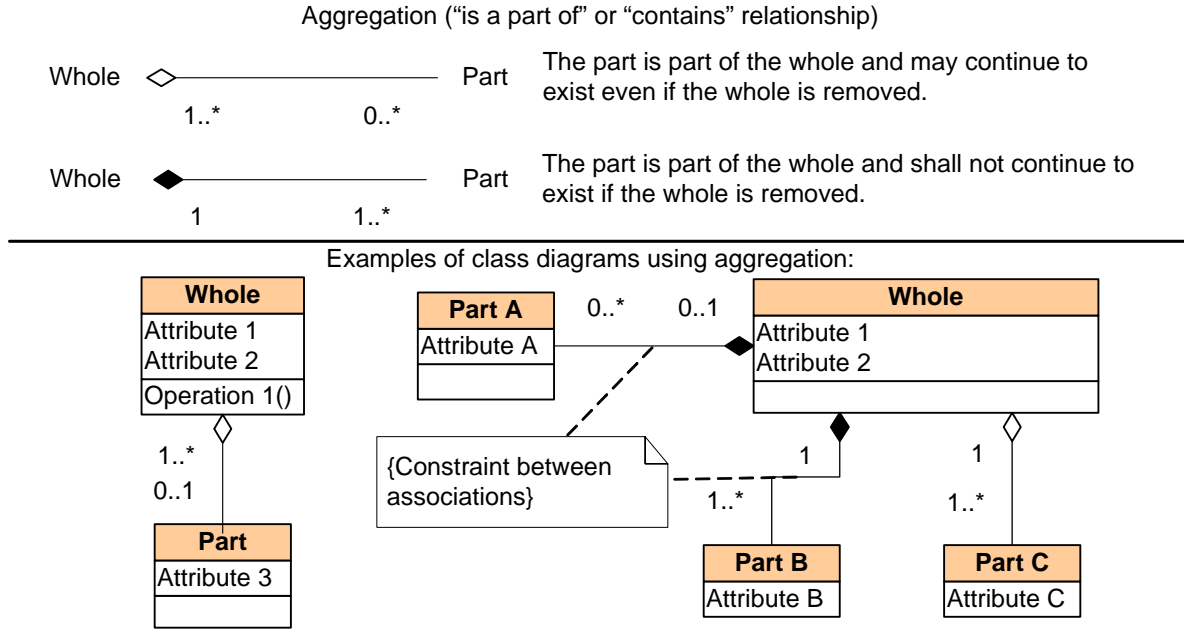 Aggregation (“is a part of” or “contains” relationship)
Whole
Part
1..*
0..*
The part is part of the whole and may continue to
exist even if the whole is removed.
Whole
Part
1
1..*
The part is part of the whole and shall not continue to
exist if the whole is removed.
Examples of class diagrams using aggregation:
Whole
Attribute 1
Attribute 2
Operation 1()
1..*
0..1
Part
Attribute 3
Part A
Attribute A
0..*
0..1
Whole
Attribute 1
Attribute 2
{Constraint between
associations}
1
1..*
Part B
Attribute B
1
1..*
Part C
Attribute C